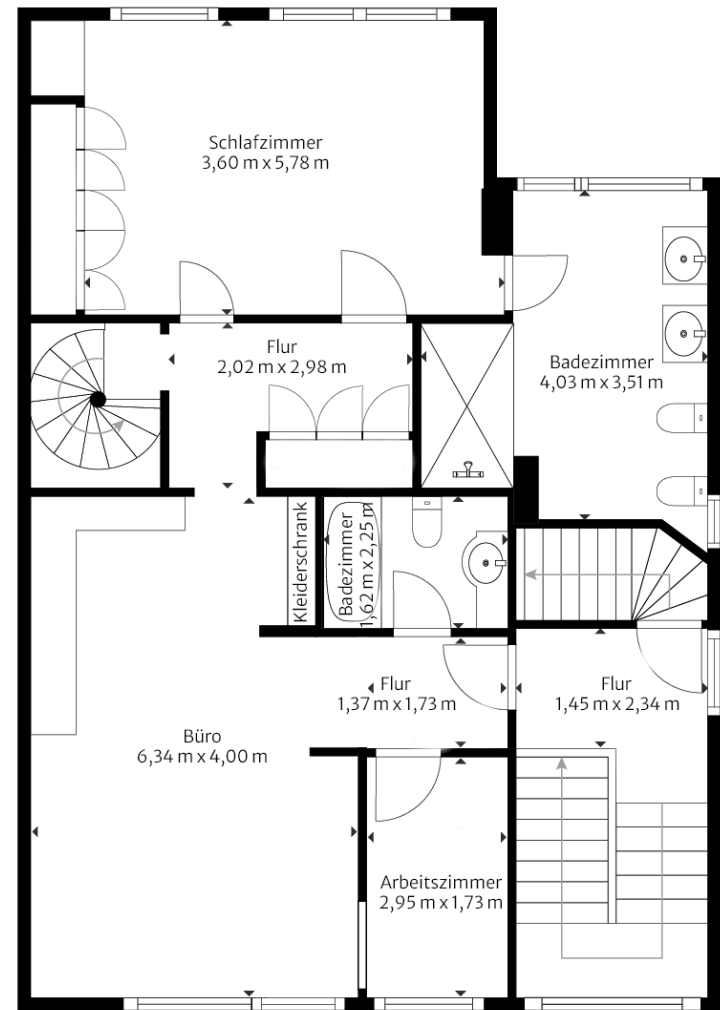 Schlafzimmer
3,60 m x 5,78 m
Flur
2,02 m x 2,98 m
Badezimmer
4,03 m x 3,51 m
Kleiderschrank
Badezimmer
1,62 m x 2,25 m
Flur
1,37 m x 1,73 m
Flur
1,45 m x 2,34 m
Büro
6,34 m x 4,00 m
Arbeitszimmer
2,95 m x 1,73 m